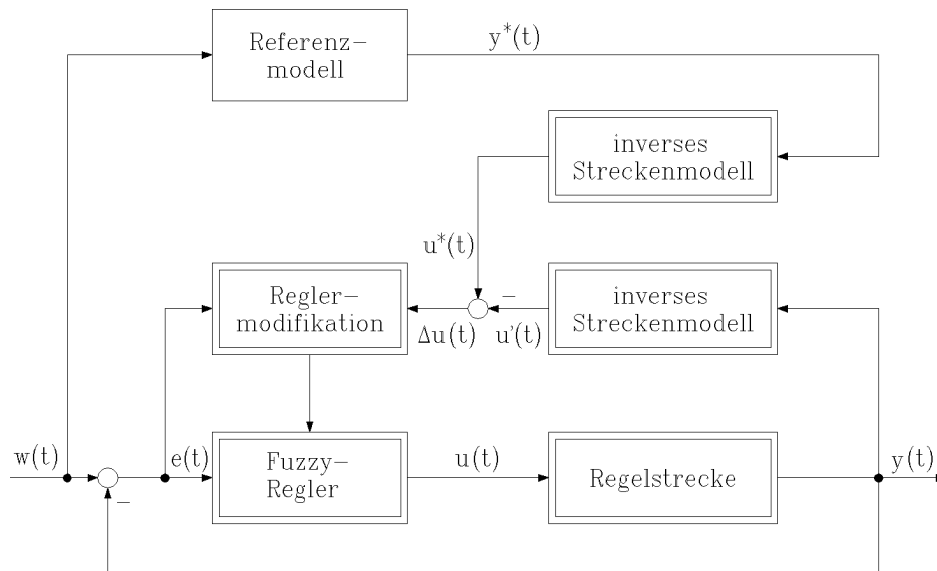 Referenz-
modell
y*(t)
inverses
Streckenmodell
u*(t)
Regler-
modifikation
Δu(t)
–
u'(t)
inverses
Streckenmodell
w(t)
–
e(t)
Fuzzy-
Regler
u(t)
Regelstrecke
y(t)